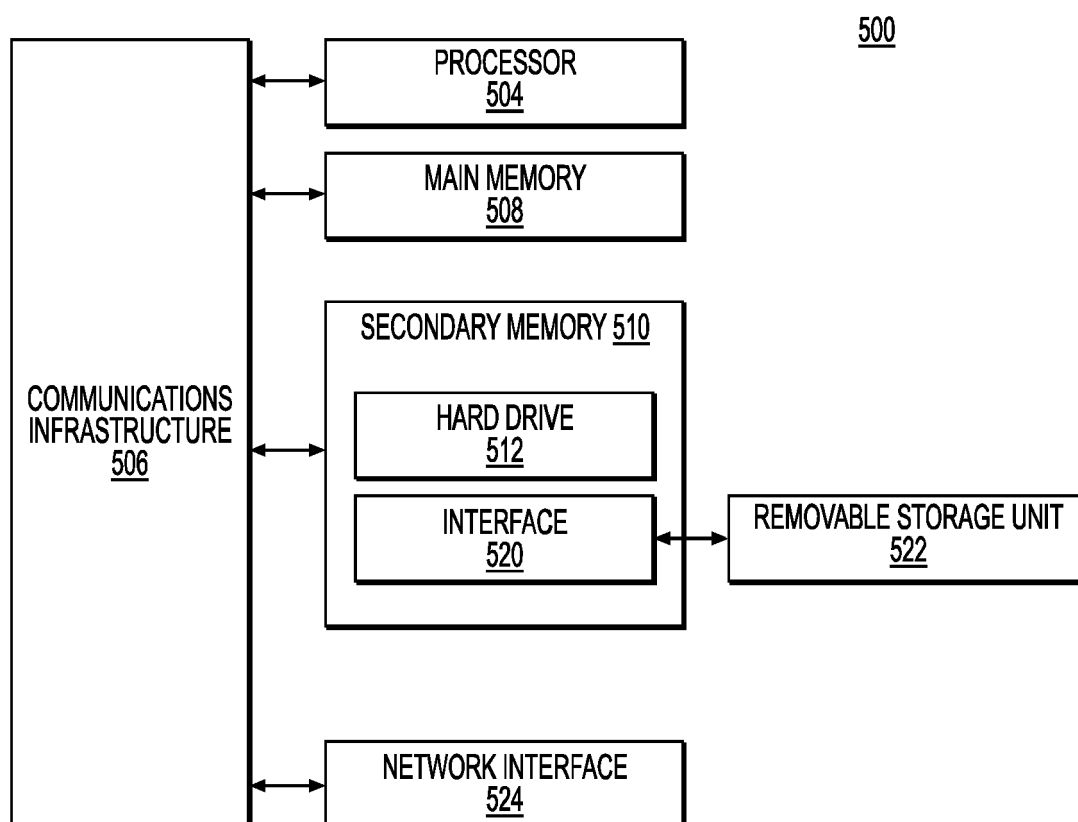 500
PROCESSOR
504
MAIN MEMORY
508
SECONDARY MEMORY 510
COMMUNICATIONS
INFRASTRUCTURE
506
HARD DRIVE
512
INTERFACE
520
REMOVABLE STORAGE UNIT
522
NETWORK INTERFACE
524